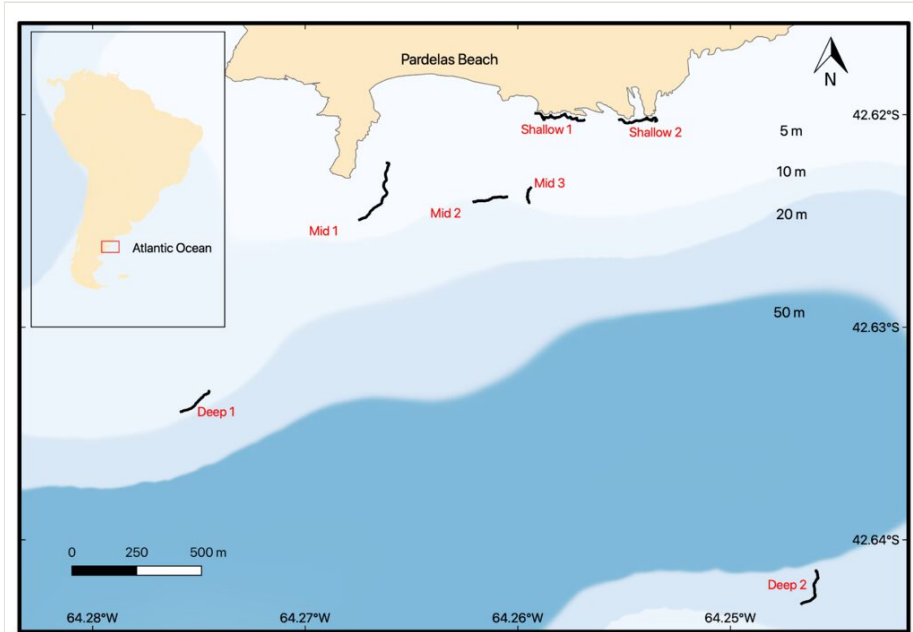 Pardelas Beach
N
42.62°S
Shallow 1
Shallow 2
5 m
10 m
Mid 3
Mid 2
20 m
Mid 1
Atlantic Ocean
50 m
42.63°S
Deep 1
42.64°S
0 250 500 m
Deep 2
64.28°W 64.27°W 64.26°W 64.25°W